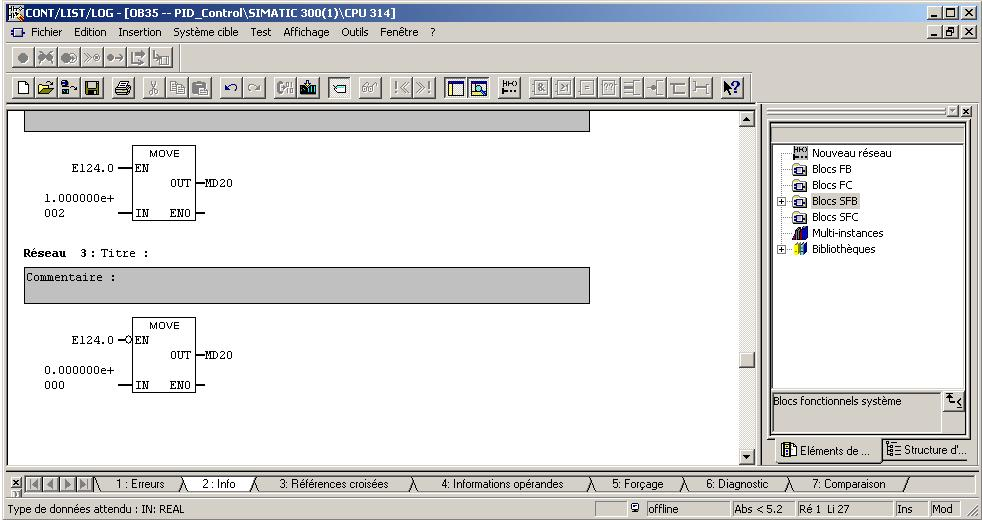 CONT/LIST/LOG - [OB35 -- PID_Control\SIMATIC 300(1)\CPU 314]
Fichier Edition Insertion Système cible Test Affichage Outils Fenêtre ?
MOVE
E124.0 EN
OUT MD20
1.000000e+
002 IN ENO
Réseau 3 : Titre :
Commentaire :
MOVE
E124.0 EN
OUT MD20
0.000000e+
000 IN ENO
Nouveau réseau
Blocs FB
Blocs FC
Blocs SFB
Blocs SFC
Multi-instances
Bibliothèques
Blocs fonctionnels système
Eléments de ... Structure d'...
1 : Erreurs 2 : Info 3: Références croisées 4: Informations opérandes 5 : Forçage 6: Diagnostic 7: Comparaison
Type de données attendu : IN: REAL offline Abs < 5.2 Ré 1 Li 27 Ins Mod